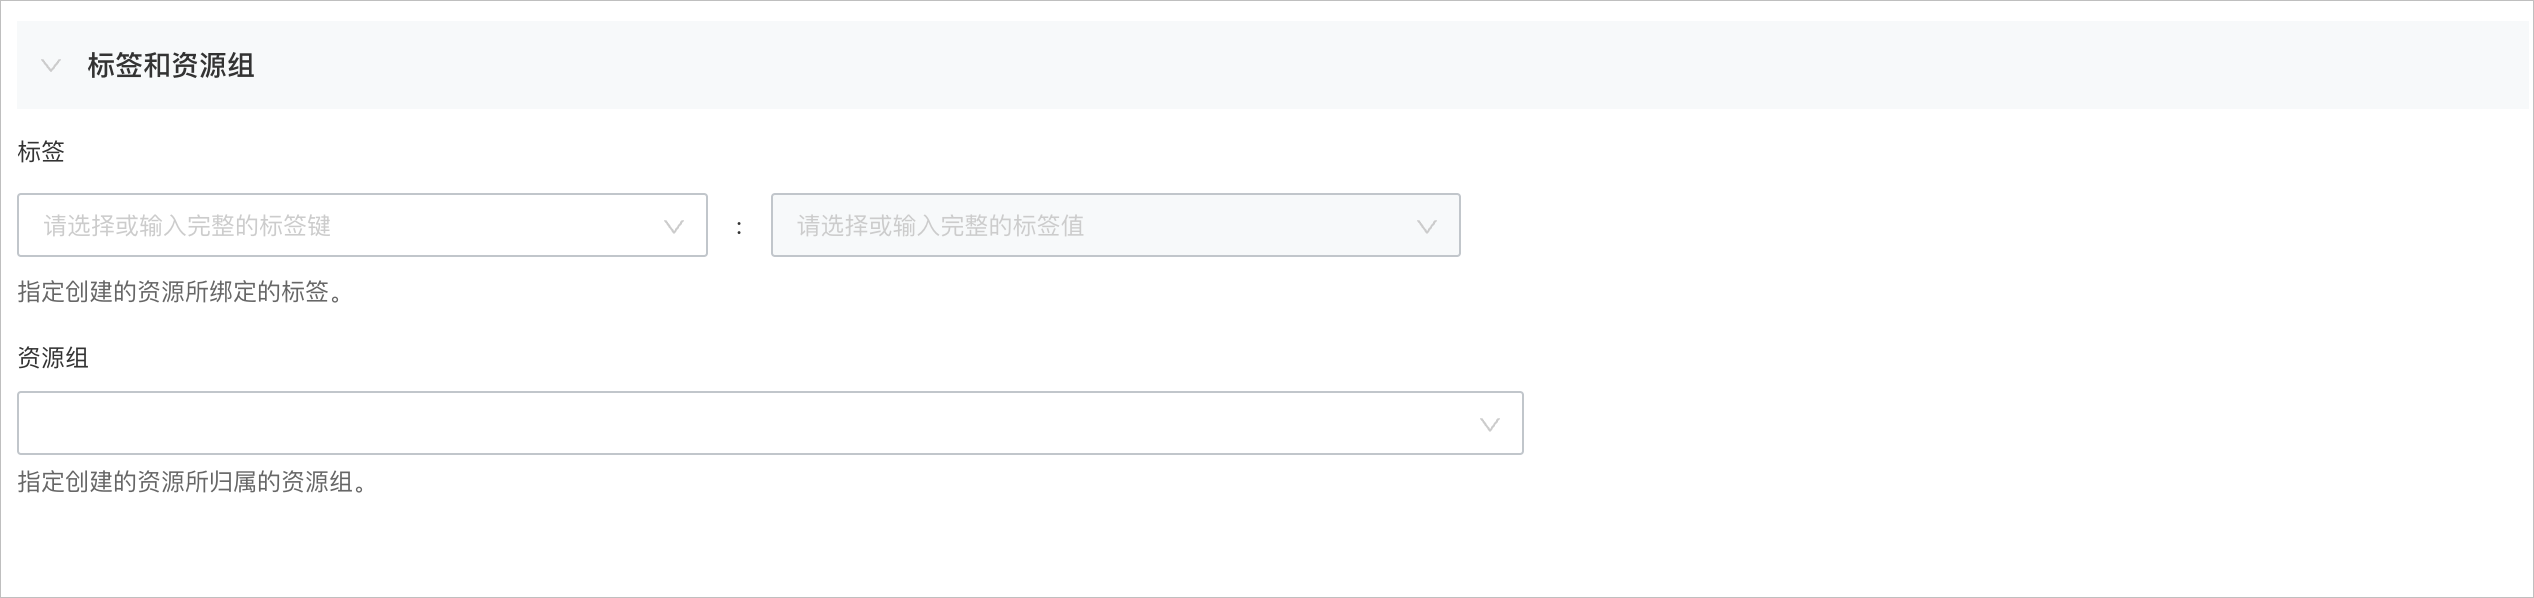 标签和资源组
标签
请选择或输入完整的标签键 : 请选择或输入完整的标签值
指定创建的资源所绑定的标签。
资源组
指定创建的资源所归属的资源组。